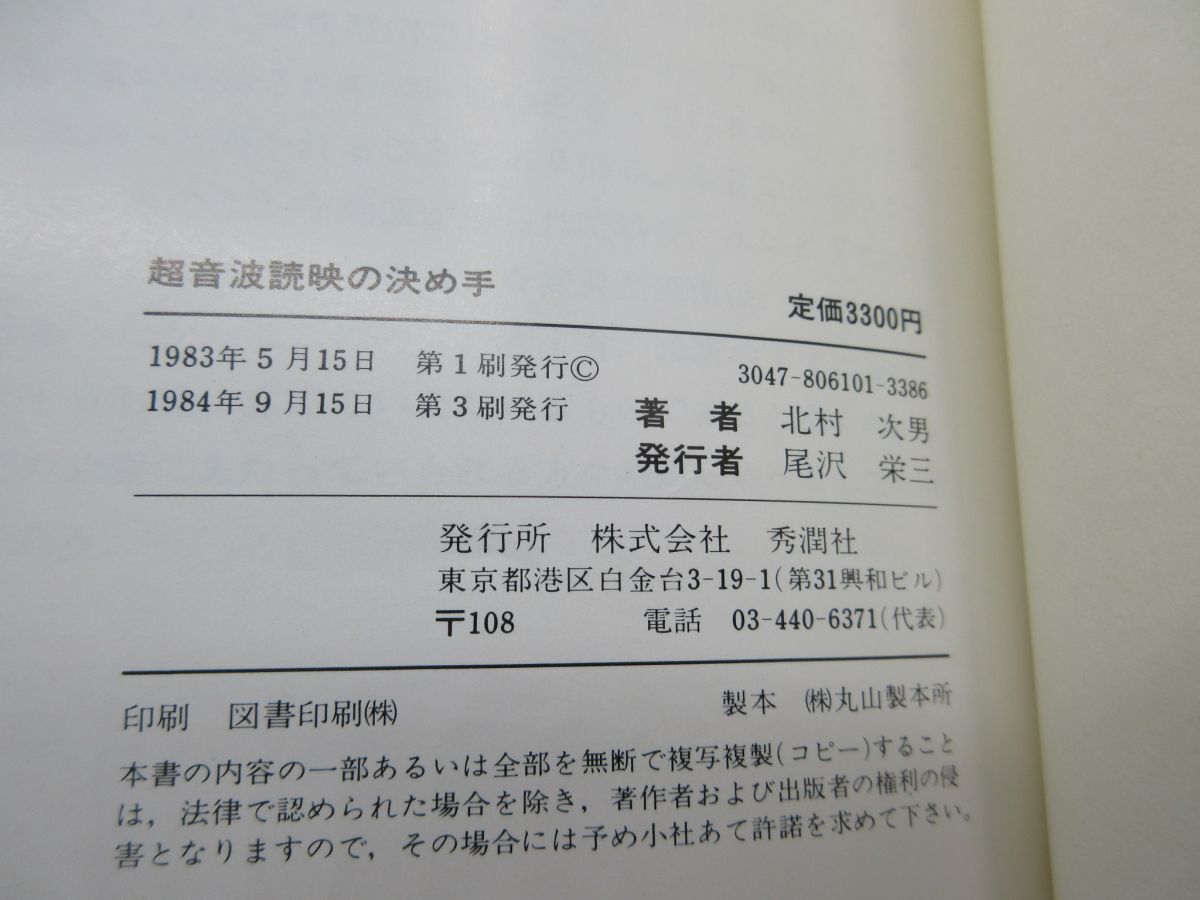 超音波読映の決め手
定価3300円
1983年5月15日 第1刷発行©
3047-806101-3386
1984年9月15日 第3刷発行
著者 北村 次男
発行者 尾沢 栄三
発行所 株式会社 秀潤社
東京都港区白金台3-19-1(第31興和ビル)
〒108 電話 03-440-6371(代表)
印刷 図書印刷㈱ 製本 ㈱丸山製本所
本書の内容の一部あるいは全部を無断で複写複製(コピー)すること
は，法律で認められた場合を除き，著作者および出版者の権利の侵
害となりますので，その場合には予め小社あて許諾を求めて下さい。